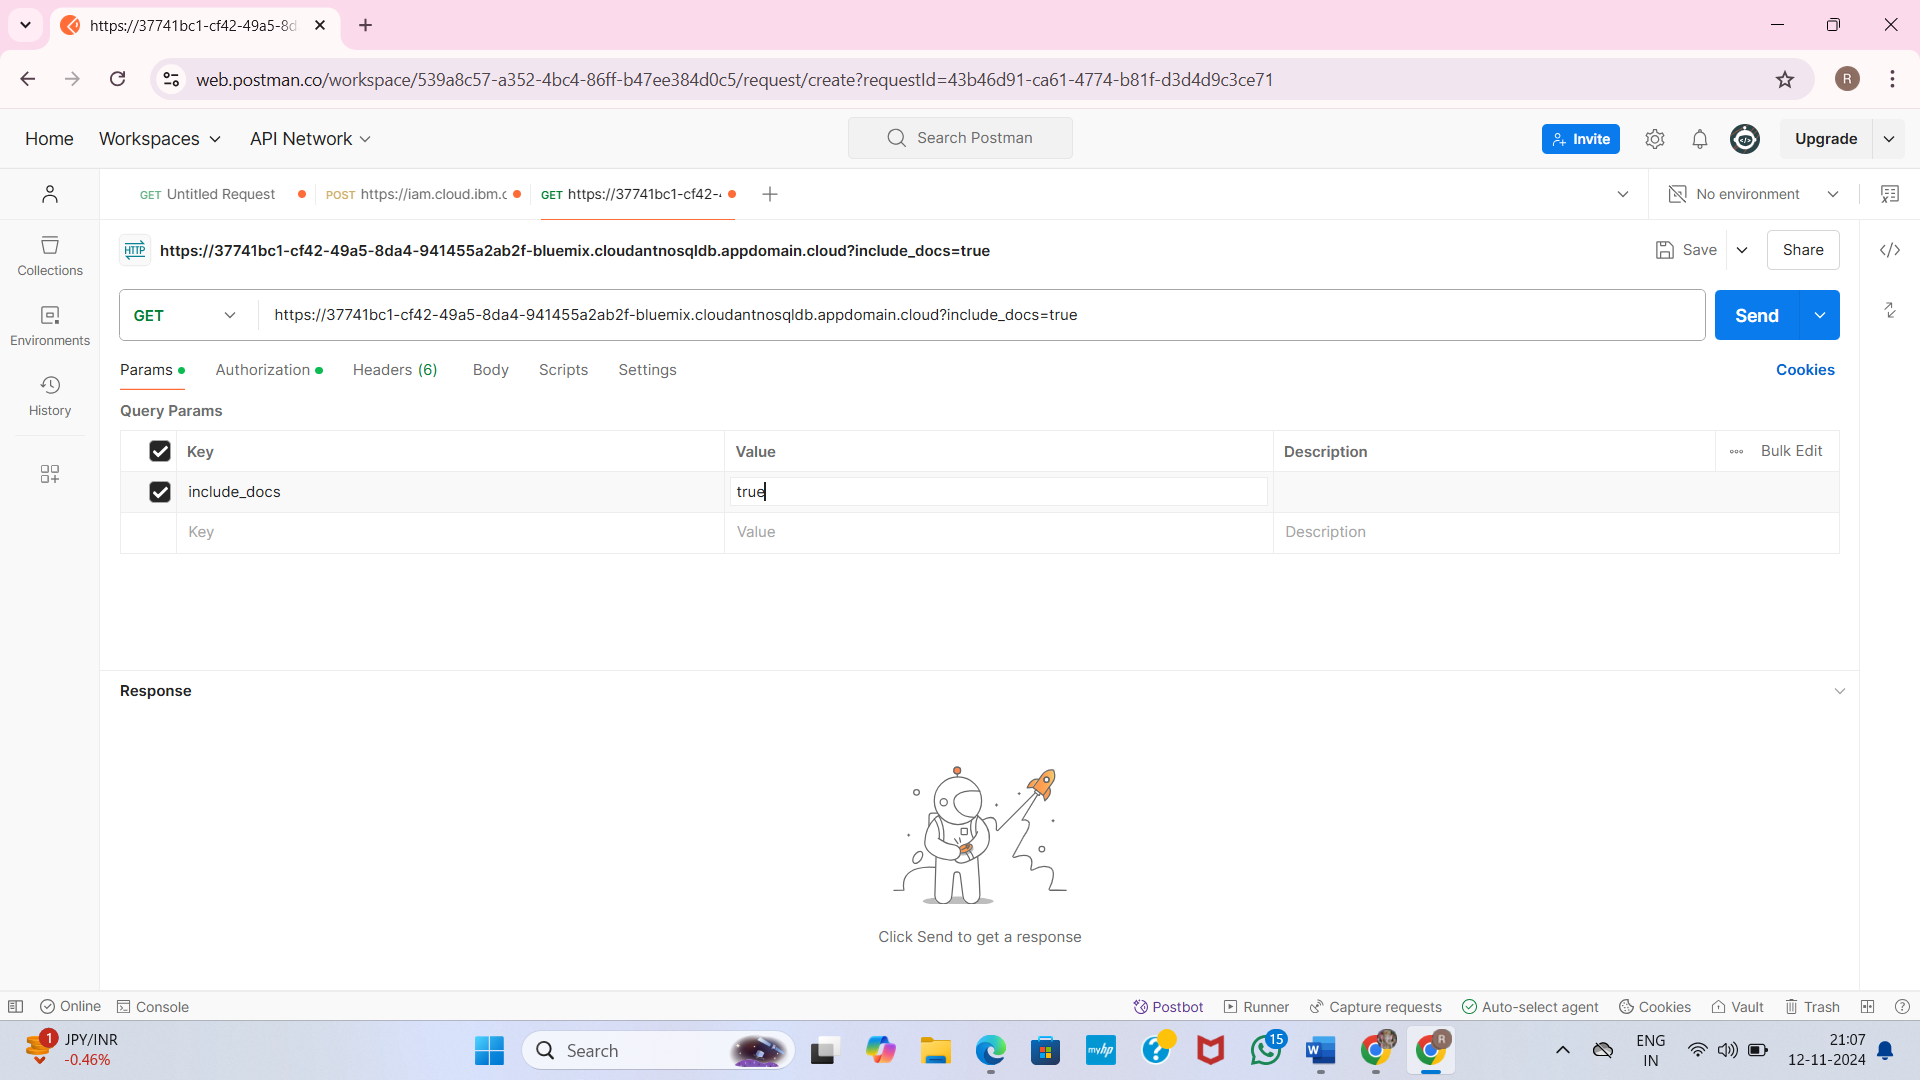 https://37741bc1-cf42-49a5-8d
web.postman.co/workspace/539a8c57-a352-4bc4-86ff-b47ee384d0c5/request/create?requestId=43b46d91-ca61-4774-b81f-d3d4d9c3ce71
R
Home
Workspaces
API Network
Search Postman
Invite
Upgrade
GET Untitled Request
POST https://iam.cloud.ibm.c
GET https://37741bc1-cf42-
No environment
HTTP https://37741bc1-cf42-49a5-8da4-941455a2ab2f-bluemix.cloudantnosqldb.appdomain.cloud?include_docs=true
Save
Share
Collections
Environments
History
GET
https://37741bc1-cf42-49a5-8da4-941455a2ab2f-bluemix.cloudantnosqldb.appdomain.cloud?include_docs=true
Send
Params
Authorization
Headers (6)
Body
Scripts
Settings
Cookies
Query Params
Key Value Description Bulk Edit
include_docs true
Key Value Description
Response
Click Send to get a response
Online
Console
Postbot
Runner
Capture requests
Auto-select agent
Cookies
Vault
Trash
1
JPY/INR
-0.46%
Search
myhp
15
W
R
ENG
IN
21:07
12-11-2024